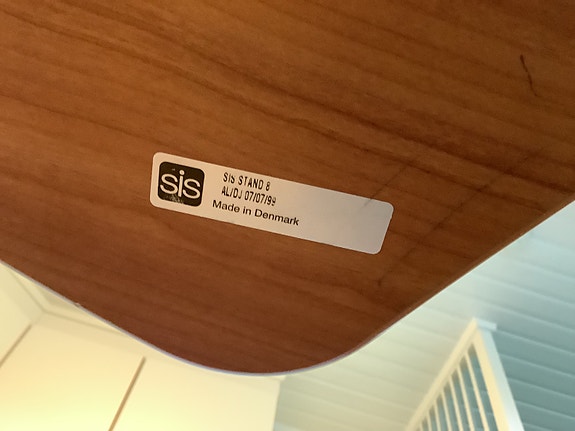 sis
SIS STAND 8
AL/DJ 07/07/99
Made in Denmark